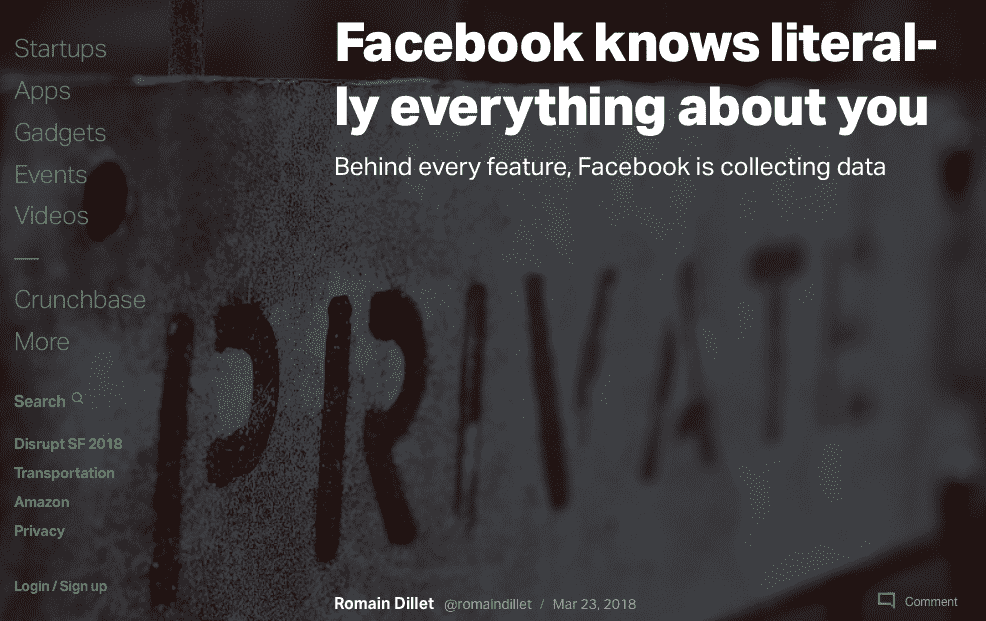 Startups
Apps
Gadgets
Events
Videos
Crunchbase
More
Search
Disrupt SF 2018
Transportation
Amazon
Privacy
Login / Sign up
Facebook knows literal-
ly everything about you
Behind every feature, Facebook is collecting data
PRIVATE
Romain Dillet @romaindillet / Mar 23, 2018
Comment